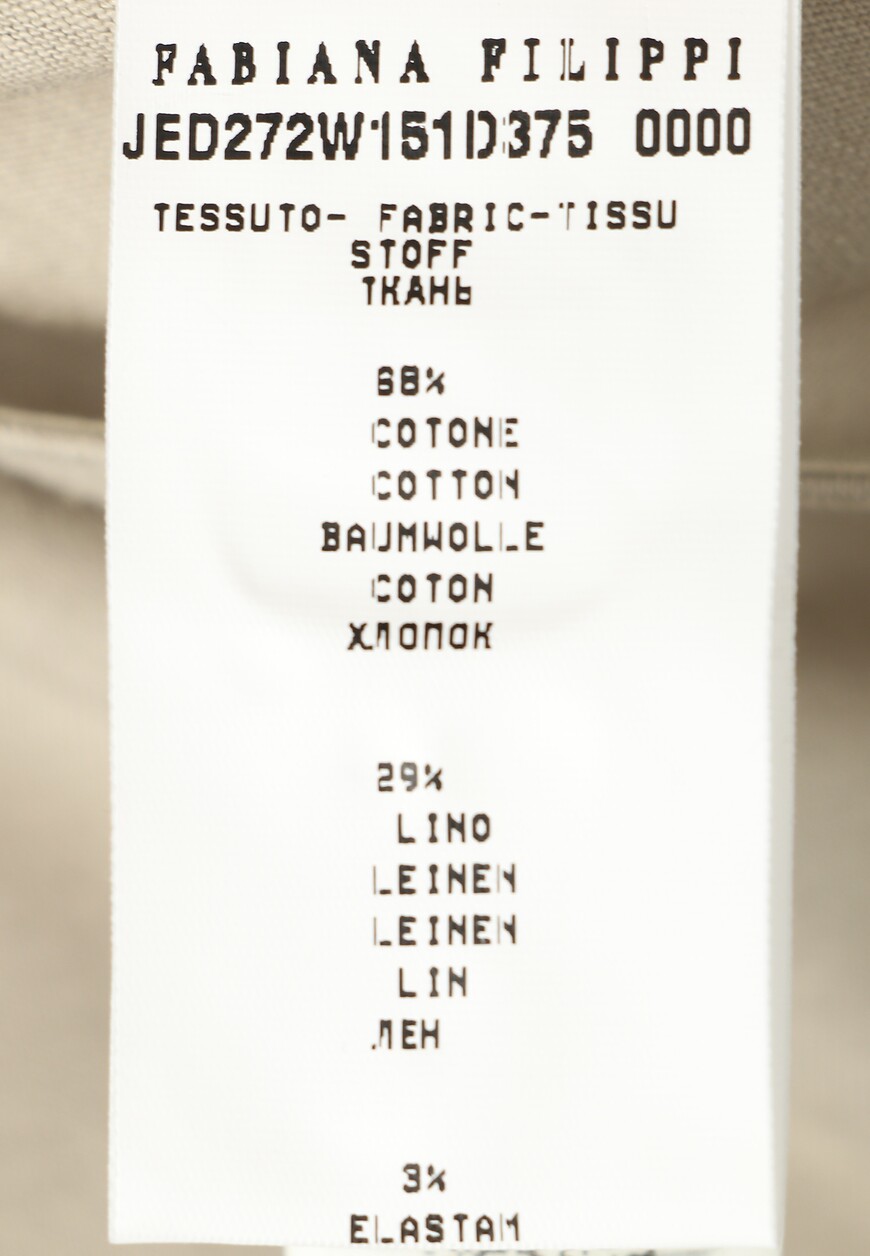 FABIANA FILIPPI
JED272W151D375 0000
TESSUTO- FABRIC-TISSU
STOFF
ТКАНЬ
68%
COTONE
COTTON
BAUMWOLLE
COTON
ХЛОПОК
29%
LINO
LEINEN
LEINEN
LIN
ЛЕН
3%
ELASTAN